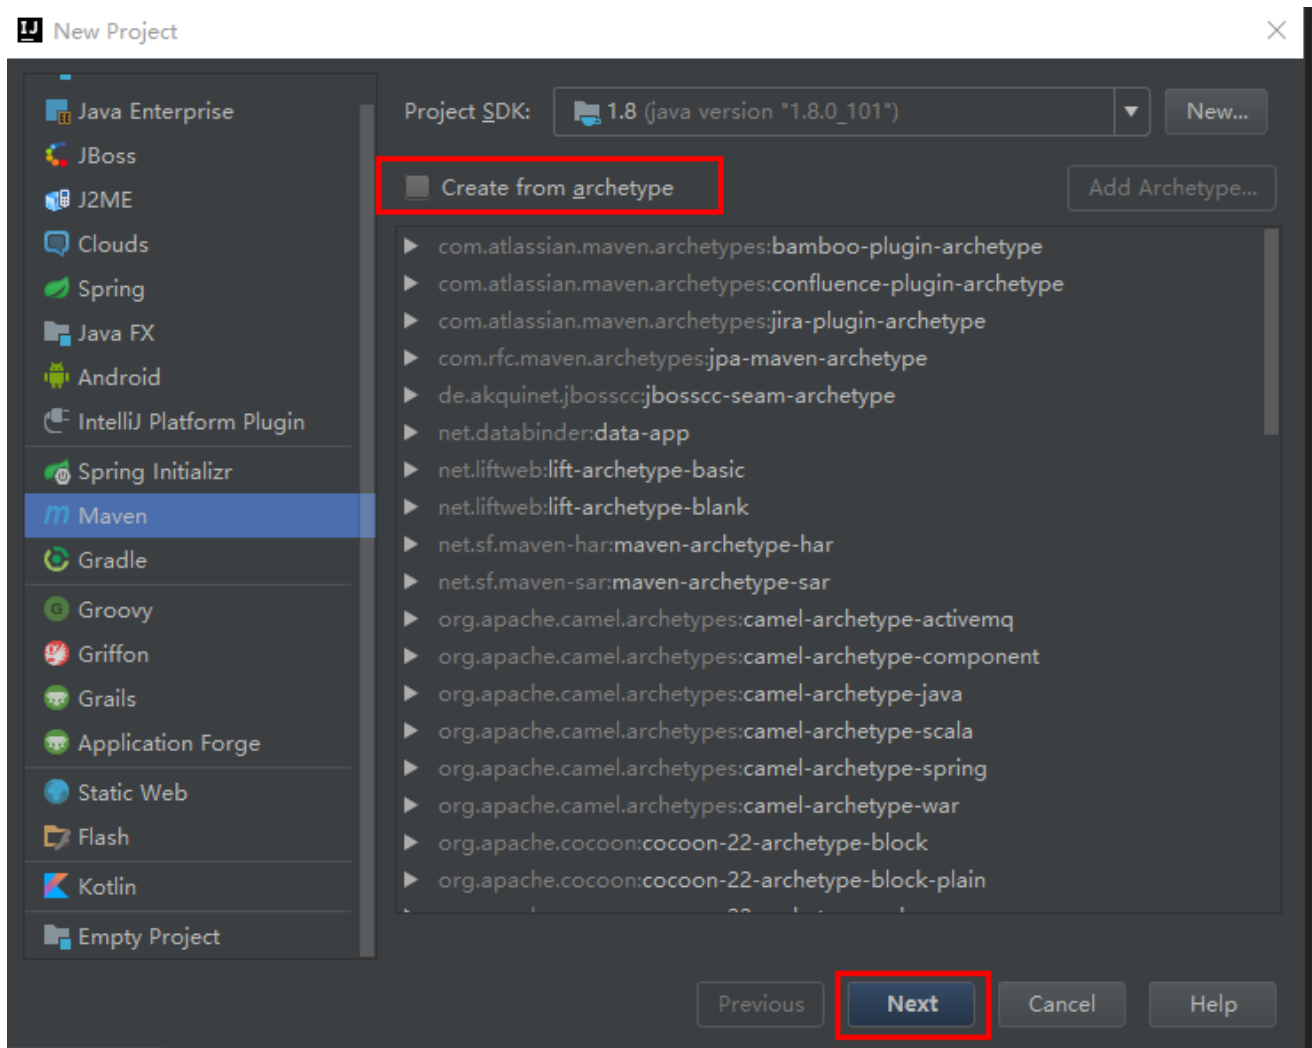 New Project
Java Enterprise
JBoss
J2ME
Clouds
Spring
Java FX
Android
IntelliJ Platform Plugin
Spring Initializr
Maven
Gradle
Groovy
Griffon
Grails
Application Forge
Static Web
Flash
Kotlin
Empty Project
Project SDK: 1.8 (java version "1.8.0_101") New...
Create from archetype Add Archetype...
com.atlassian.maven.archetypes:bamboo-plugin-archetype
com.atlassian.maven.archetypes:confluence-plugin-archetype
com.atlassian.maven.archetypes:jira-plugin-archetype
com.rfc.maven.archetypes:jpa-maven-archetype
de.akquinet.jbosscc:jbosscc-seam-archetype
net.databinder:data-app
net.liftweb:lift-archetype-basic
net.liftweb:lift-archetype-blank
net.sf.maven-har:maven-archetype-har
net.sf.maven-sar:maven-archetype-sar
org.apache.camel.archetypes:camel-archetype-activemq
org.apache.camel.archetypes:camel-archetype-component
org.apache.camel.archetypes:camel-archetype-java
org.apache.camel.archetypes:camel-archetype-scala
org.apache.camel.archetypes:camel-archetype-spring
org.apache.camel.archetypes:camel-archetype-war
org.apache.cocoon:cocoon-22-archetype-block
org.apache.cocoon:cocoon-22-archetype-block-plain
Previous Next Cancel Help